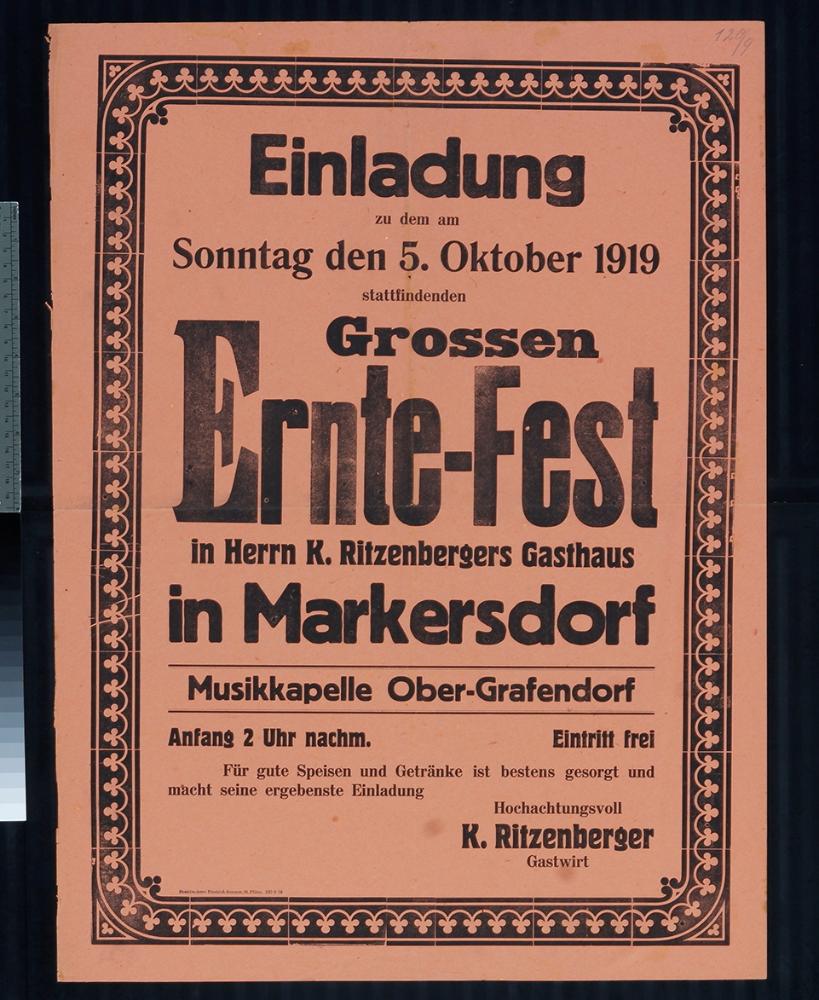 Einladung
zu dem am
Sonntag den 5. Oktober 1919
stattfindenden
Grossen
Ernte-Fest
in Herrn K. Ritzenbergers Gasthaus
in Markersdorf
Musikkapelle Ober-Grafendorf
Anfang 2 Uhr nachm. Eintritt frei
Für gute Speisen und Getränke ist bestens gesorgt und
macht seine ergebenste Einladung
Hochachtungsvoll
K. Ritzenberger
Gastwirt